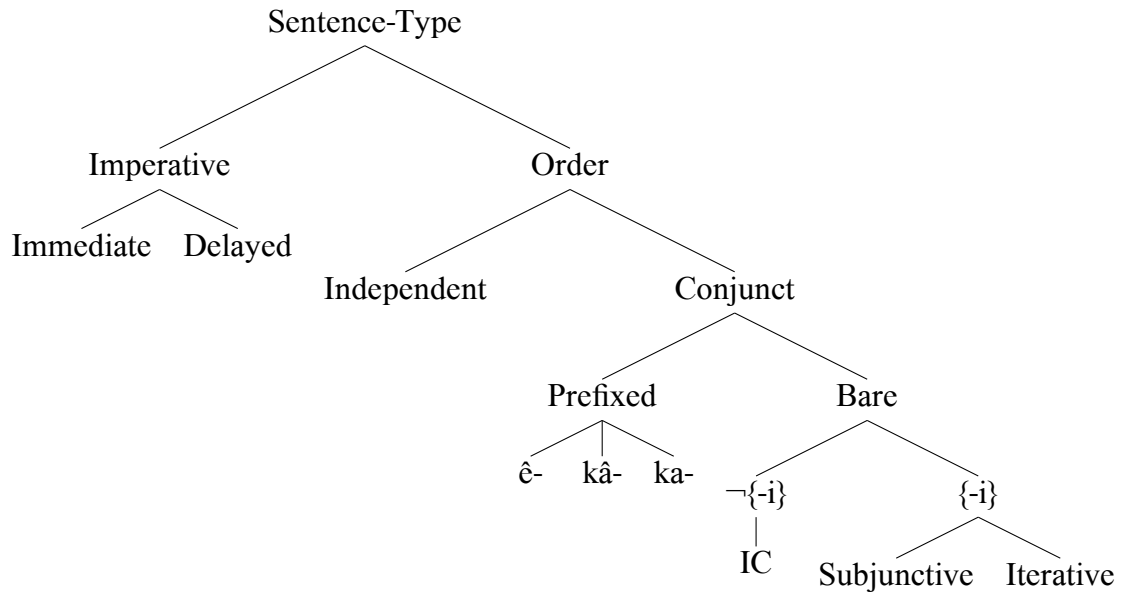 Sentence-Type
Imperative Order
Immediate Delayed
Independent Conjunct
Prefixed Bare
ê- kâ- ka-
¬{-i} {-i}
IC
Subjunctive Iterative